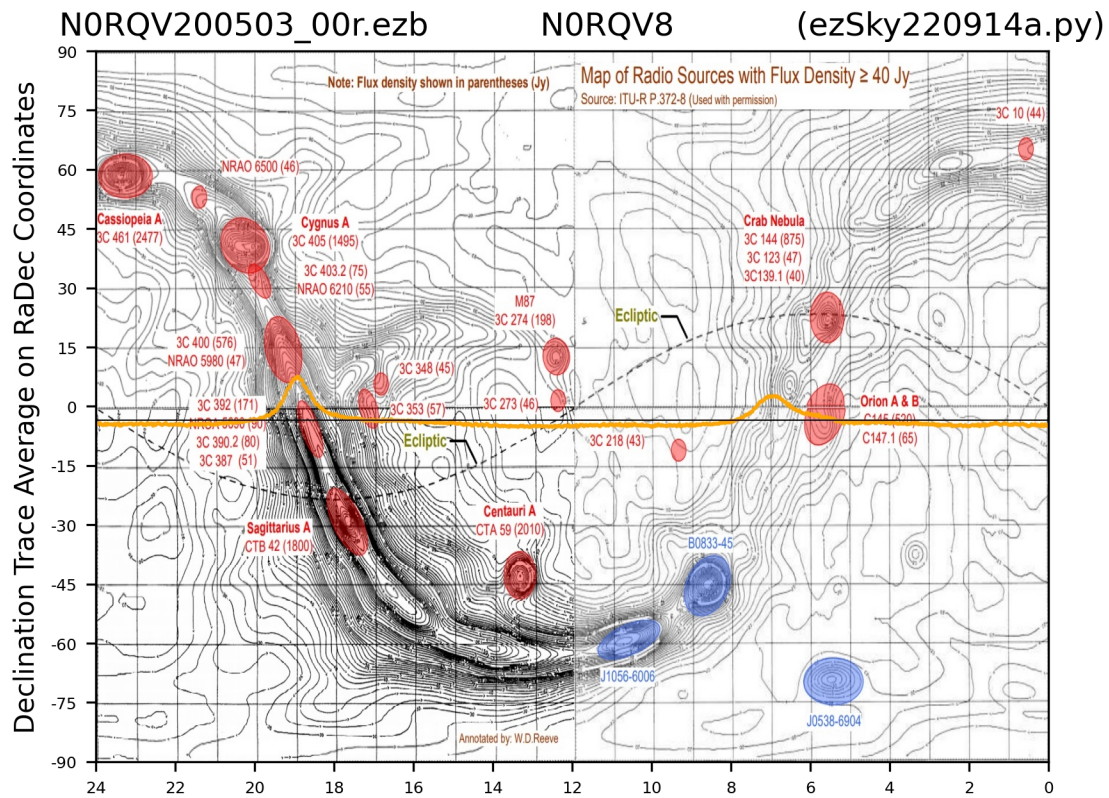 N0RQV200503_00r.ezb N0RQV8 (ezSky220914a.py)
Declination Trace Average on RaDec Coordinates
90
75
60
45
30
15
0
-15
-30
-45
-60
-75
-90
Note: Flux density shown in parentheses (Jy)
Map of Radio Sources with Flux Density ≥ 40 Jy
Source: ITU-R P.372-8 (Used with permission)
3C 10 (44)
NRAO 6500 (46)
Cassiopeia A
3C 461 (2477)
Cygnus A
3C 405 (1495)
3C 403.2 (75)
NRAO 6210 (55)
Crab Nebula
3C 144 (875)
3C 123 (47)
3C139.1 (40)
M87
3C 274 (198)
Ecliptic
3C 400 (576)
NRAO 5980 (47)
3C 348 (45)
3C 392 (171)
NRAO 5690 (90)
3C 390.2 (80)
3C 387 (51)
3C 353 (57)
3C 273 (46)
Orion A & B
C145 (520)
C147.1 (65)
Ecliptic
3C 218 (43)
Sagittarius A
CTB 42 (1800)
Centauri A
CTA 59 (2010)
B0833-45
J1056-6006
J0538-6904
Annotated by: W.D.Reeve
24 22 20 18 16 14 12 10 8 6 4 2 0